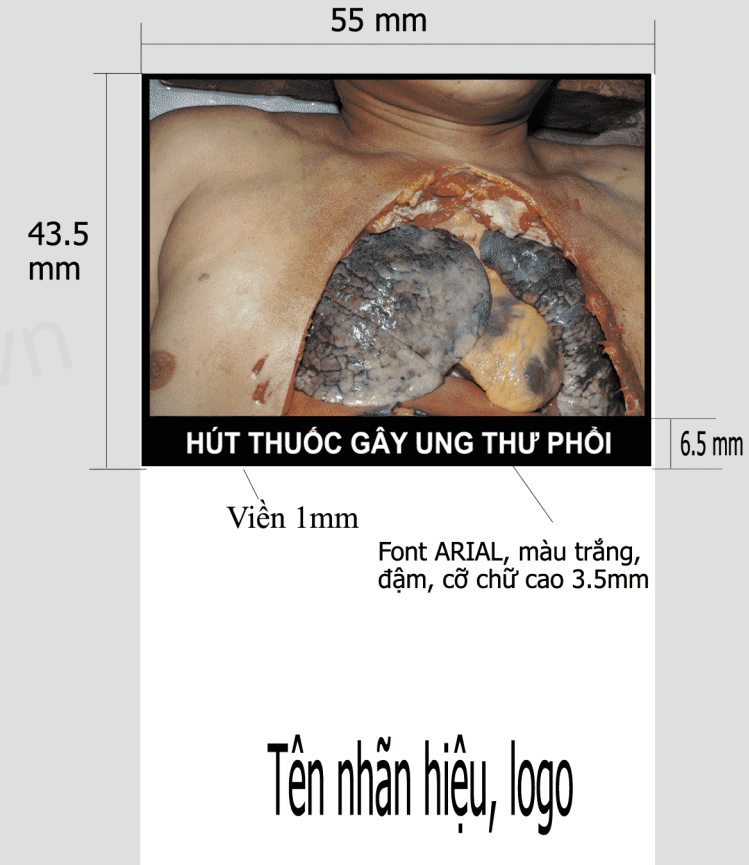 55 mm
43.5
mm
HÚT THUỐC GÂY UNG THƯ PHỔI
6.5 mm
Viền 1mm
Font ARIAL, màu trắng,
đậm, cỡ chữ cao 3.5mm
Tên nhãn hiệu, logo